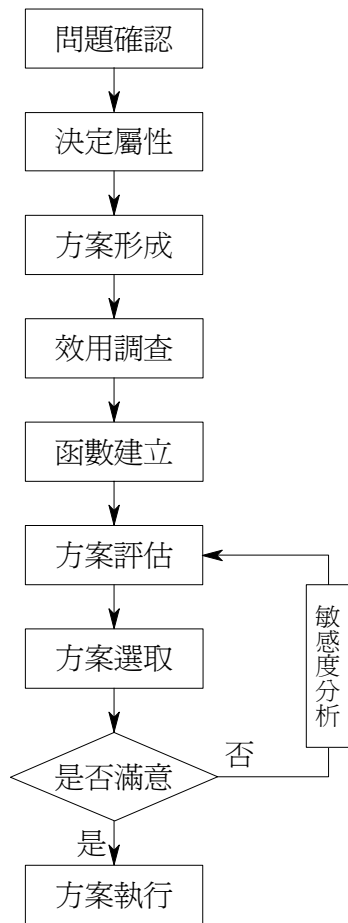 問題確認
決定屬性
方案形成
效用調查
函數建立
方案評估
方案選取
敏感度分析
是否滿意
否
是
方案執行